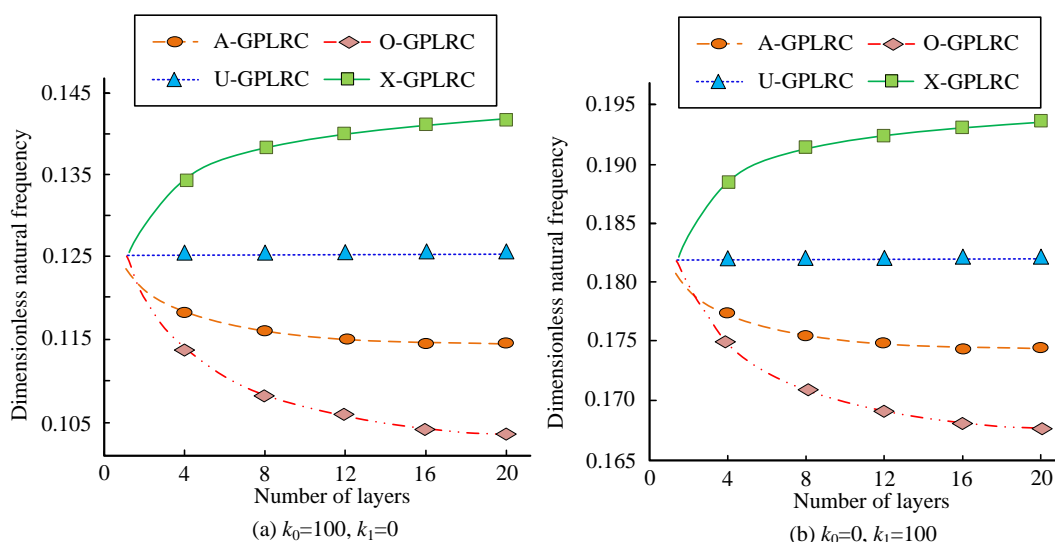 A-GPLRC
O-GPLRC
U-GPLRC
X-GPLRC
Dimensionless natural frequency
0.145
0.135
0.125
0.115
0.105
0
4
8
12
16
20
Number of layers
(a) k₀=100, k₁=0
A-GPLRC
O-GPLRC
U-GPLRC
X-GPLRC
Dimensionless natural frequency
0.195
0.190
0.185
0.180
0.175
0.170
0.165
0
4
8
12
16
20
Number of layers
(b) k₀=0, k₁=100